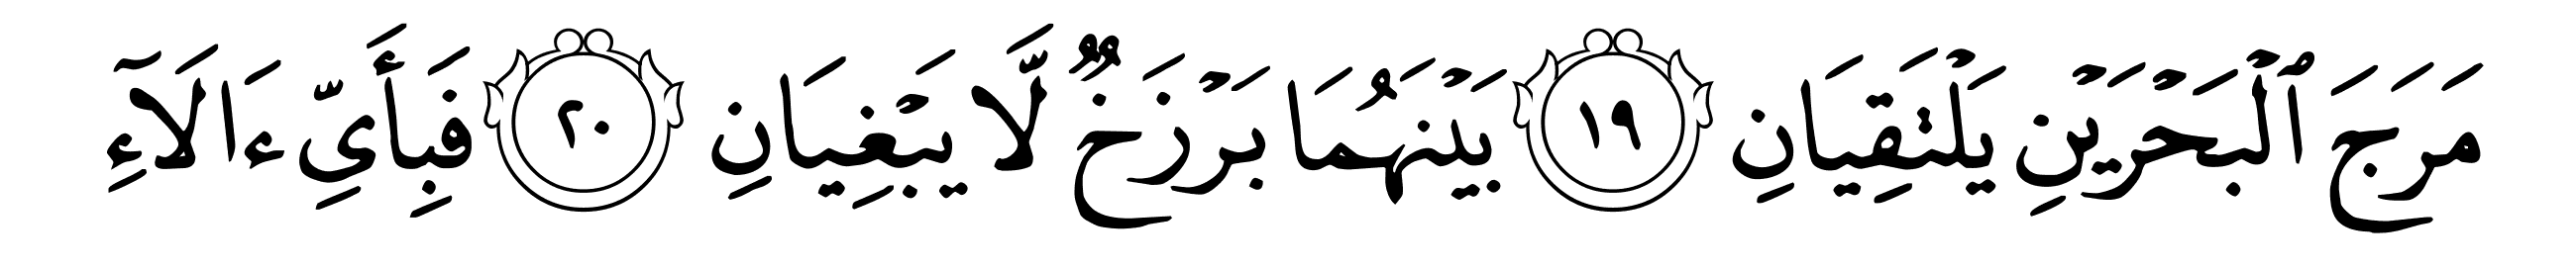 مَرَجَ ٱلْبَحْرَيْنِ يَلْتَقِيَانِ ١٩ بَيْنَهُمَا بَرْزَخٌ لَّا يَبْغِيَانِ ٢٠ فَبِأَيِّ ءَالَآءِ